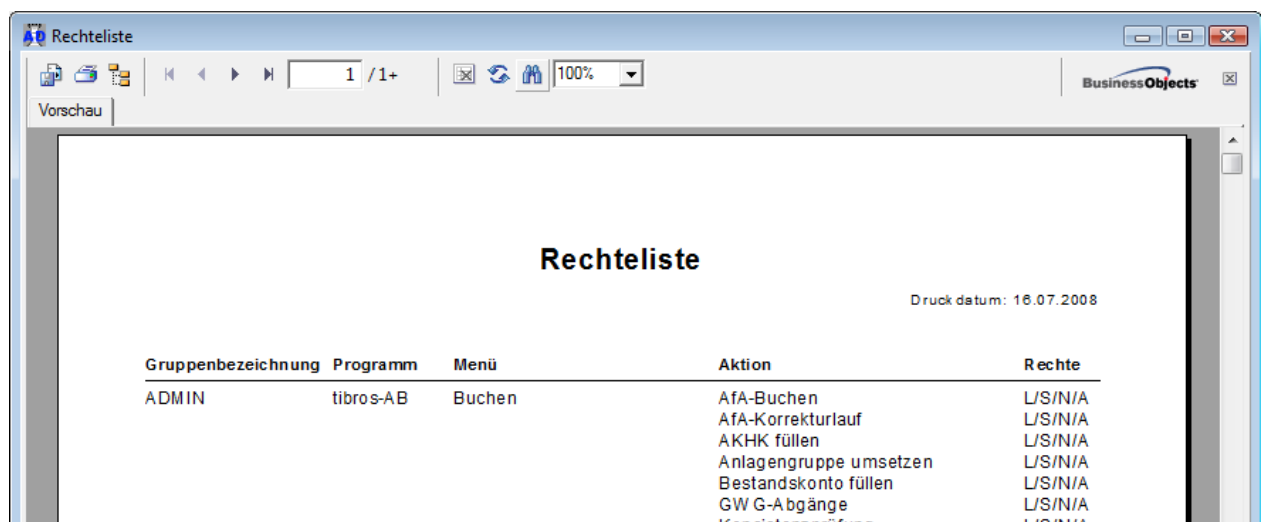 AD Rechteliste
1 /1+ 100% BusinessObjects
Vorschau
Rechteliste
Druckdatum: 16.07.2008
Gruppenbezeichnung Programm Menü Aktion Rechte
ADMIN tibros-AB Buchen AfA-Buchen L/S/N/A
AfA-Korrekturlauf L/S/N/A
AKHK füllen L/S/N/A
Anlagengruppe umsetzen L/S/N/A
Bestandskonto füllen L/S/N/A
GWG-Abgänge L/S/N/A